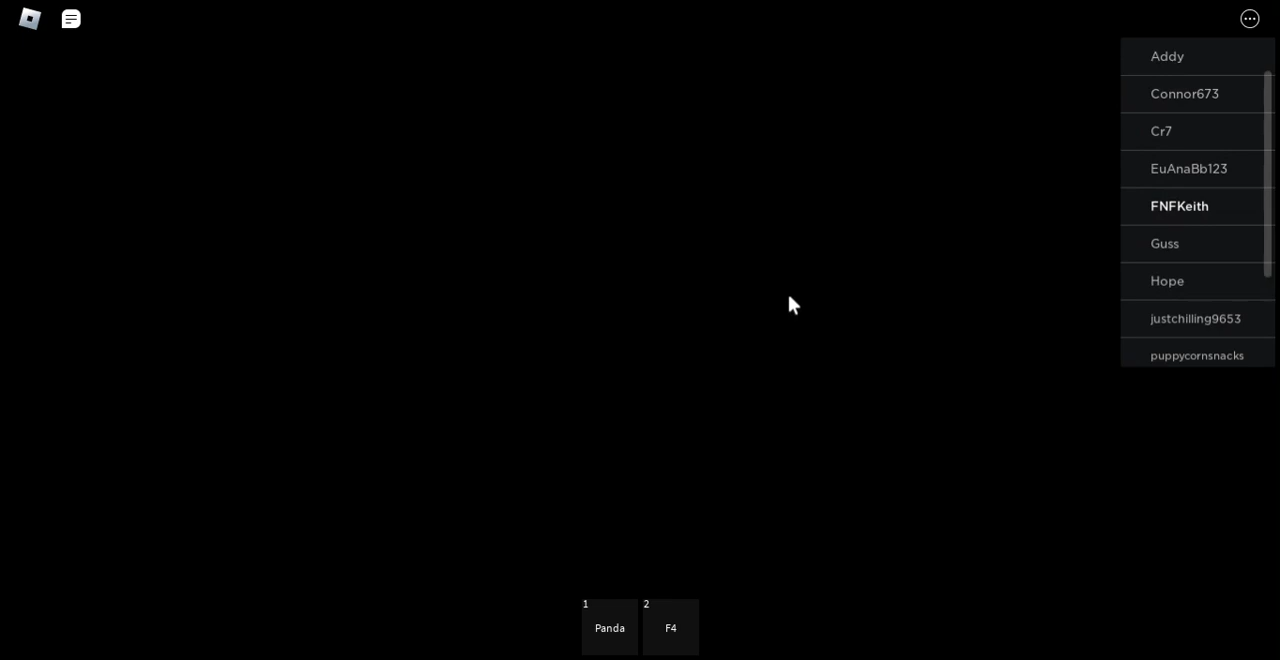 Addy
Connor673
Cr7
EuAnaBb123
FNFKeith
Guss
Hope
justchilling9653
puppycornsnacks
1
Panda
2
F4